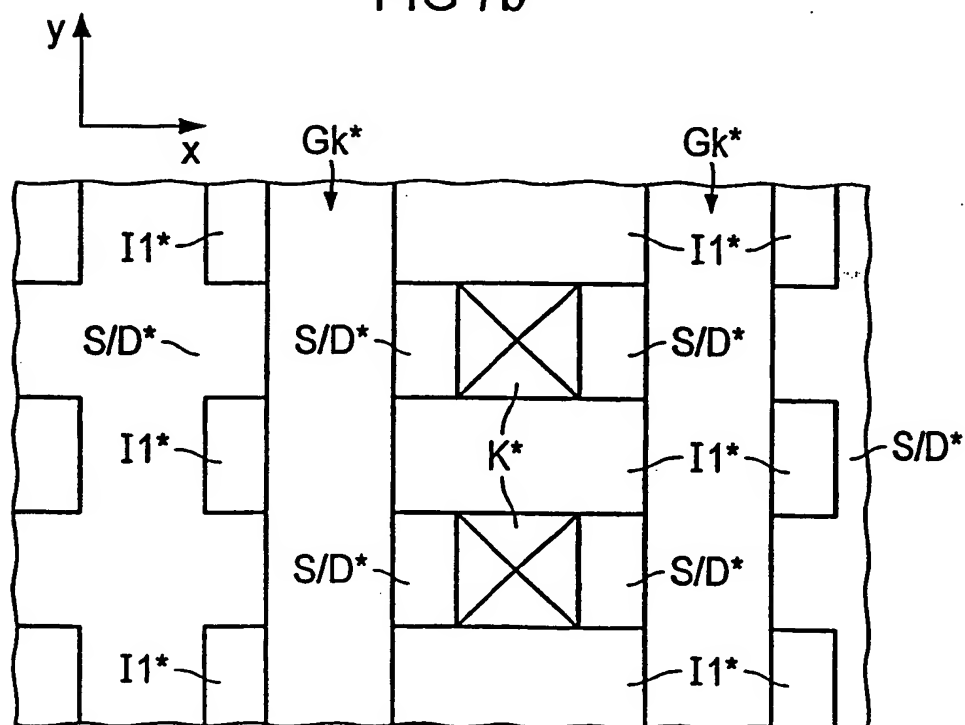 FIG 7b
y
x
Gk* Gk*
I1* I1*
S/D* S/D* S/D*
I1* K* I1* S/D*
S/D* S/D*
I1* I1*